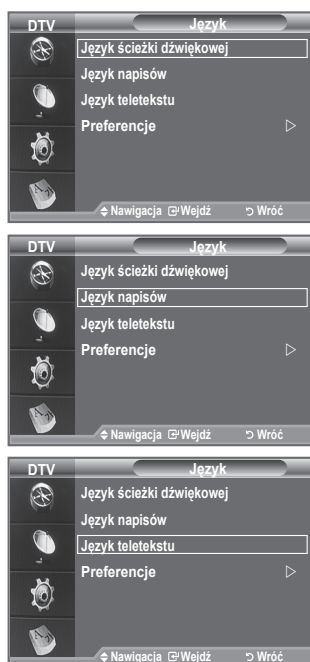 DTV Język
Język ścieżki dźwiękowej
Język napisów
Język teletekstu
Preferencje
Nawigacja Wejdź Wróć
DTV Język
Język ścieżki dźwiękowej
Język napisów
Język teletekstu
Preferencje
Nawigacja Wejdź Wróć
DTV Język
Język ścieżki dźwiękowej
Język napisów
Język teletekstu
Preferencje
Nawigacja Wejdź Wróć